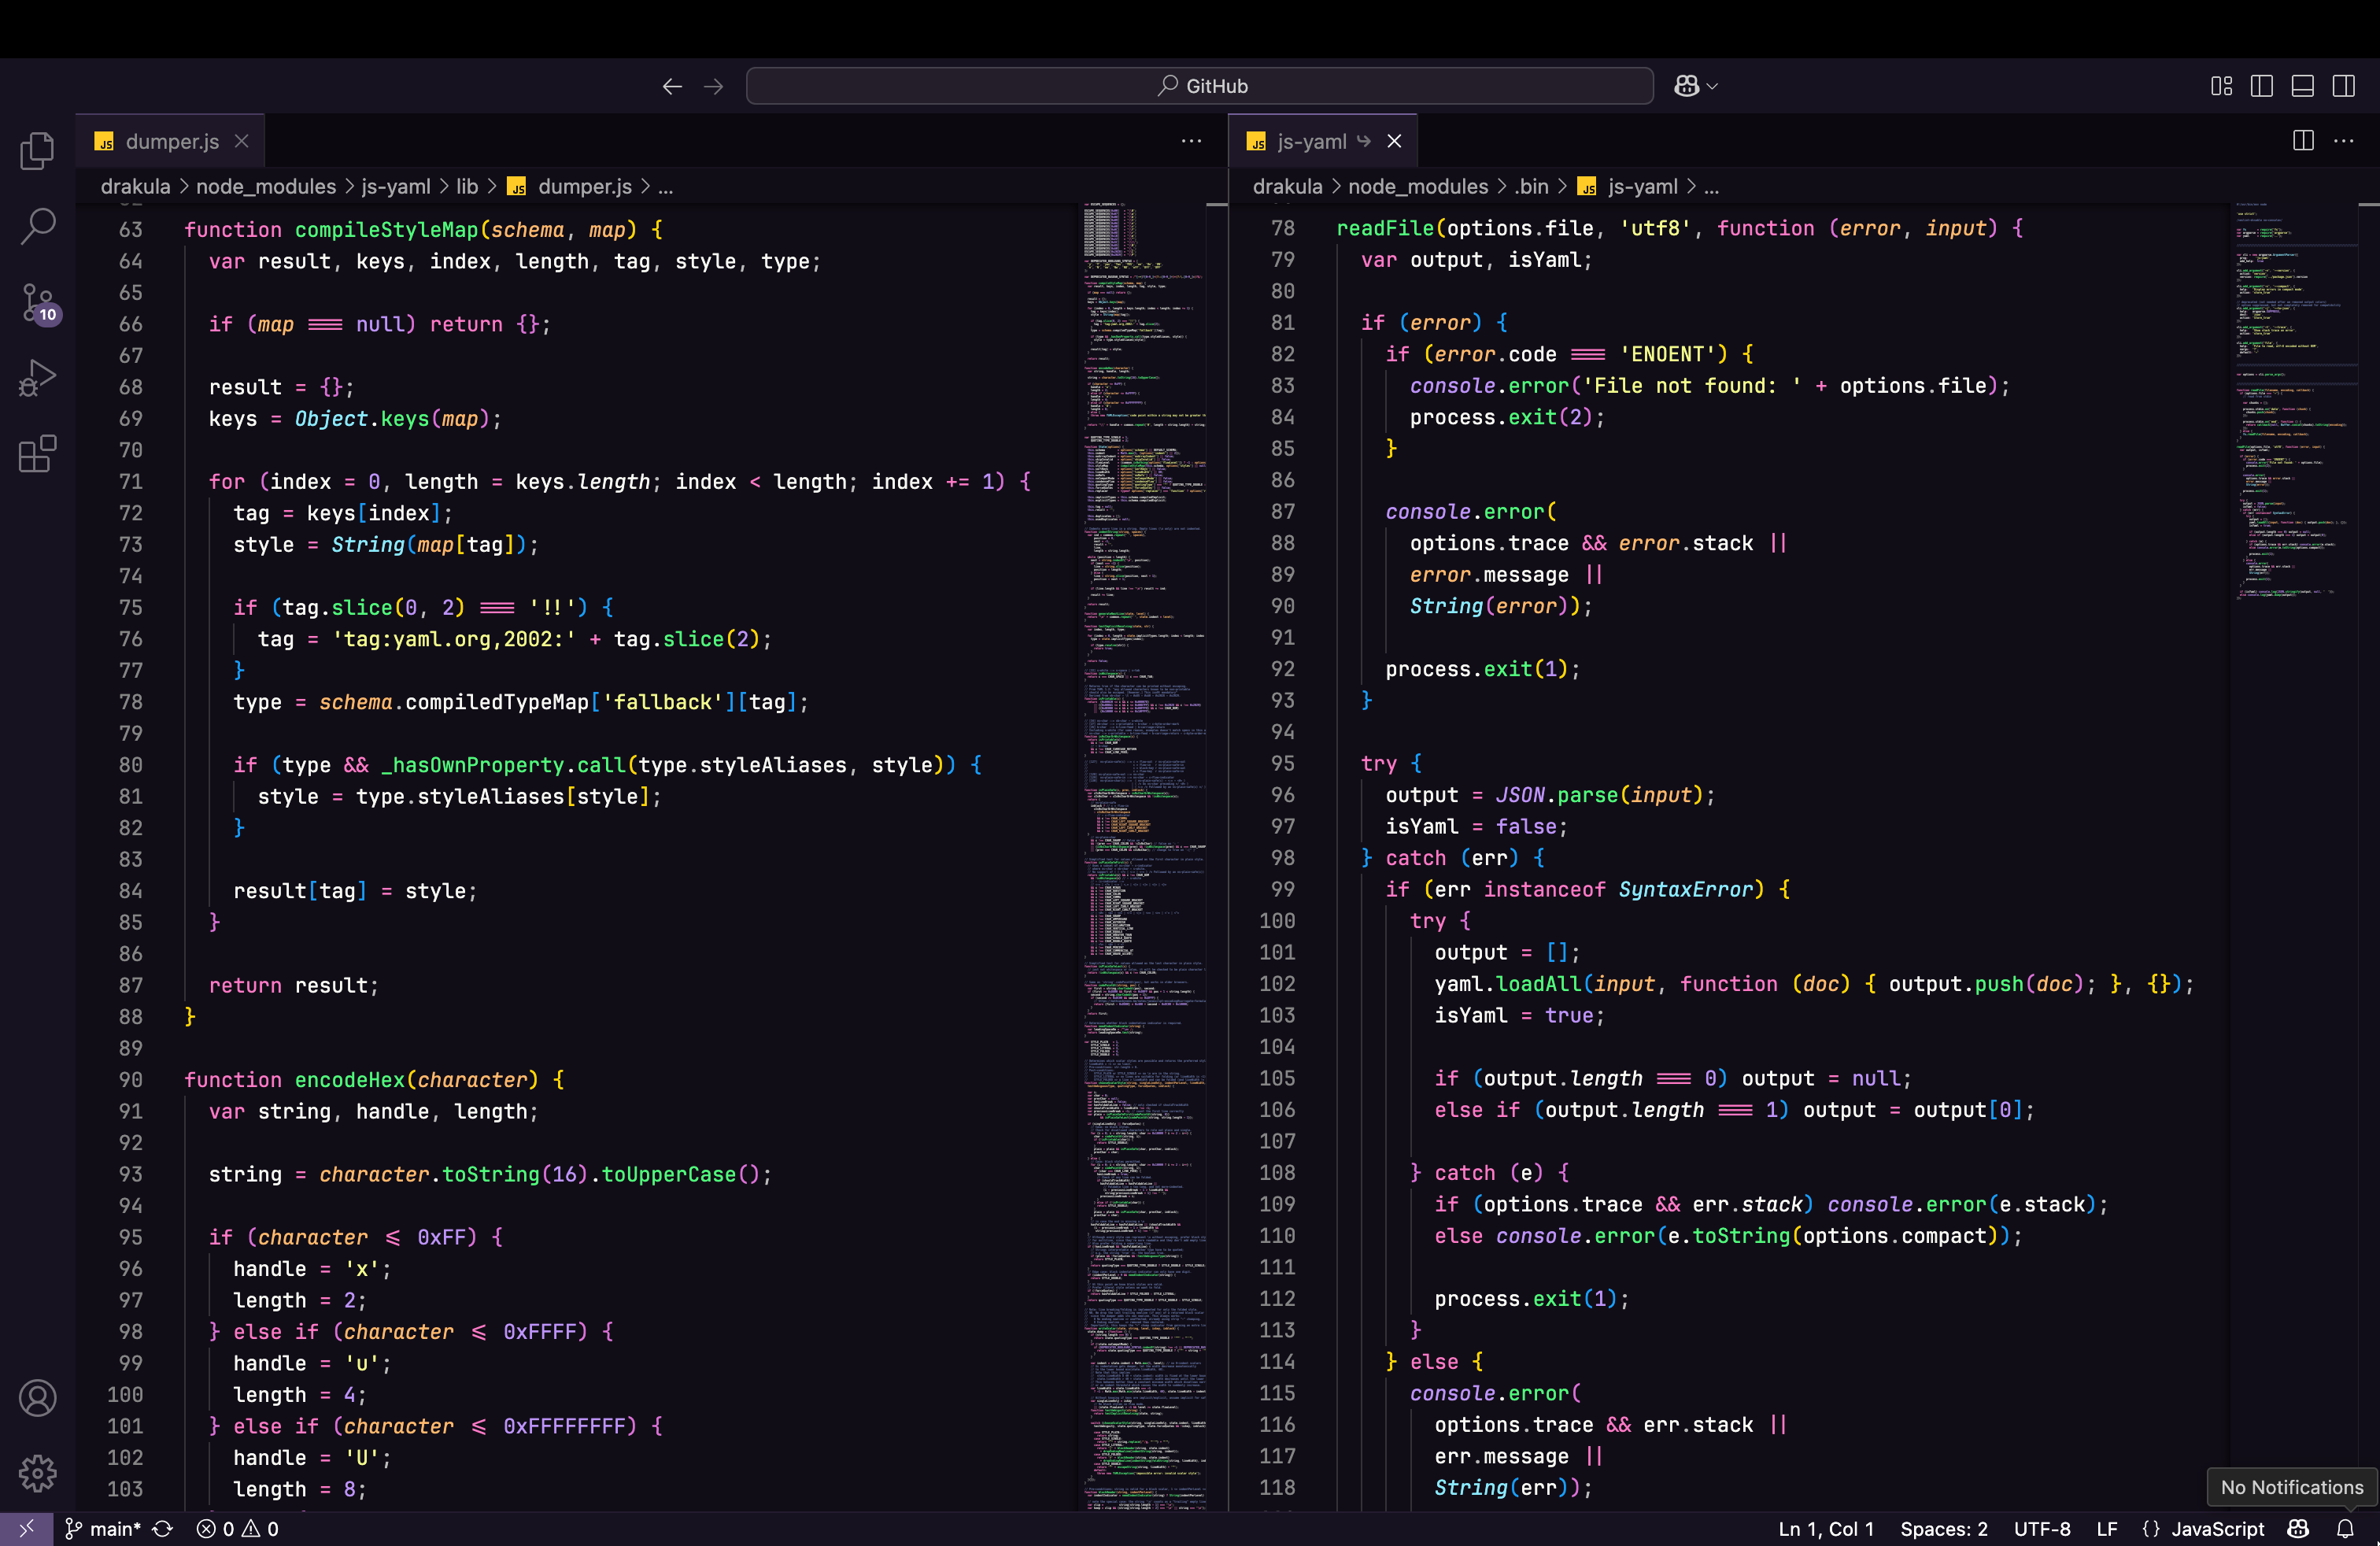 GitHub
dumper.js
js-yaml
drakula > node_modules > js-yaml > lib > JS dumper.js > ...
63 function compileStyleMap(schema, map) {
64 var result, keys, index, length, tag, style, type;
65
66 if (map === null) return {};
67
68 result = {};
69 keys = Object.keys(map);
70
71 for (index = 0, length = keys.length; index < length; index += 1) {
72 tag = keys[index];
73 style = String(map[tag]);
74
75 if (tag.slice(0, 2) === '!!') {
76 tag = 'tag:yaml.org,2002:' + tag.slice(2);
77 }
78 type = schema.compiledTypeMap['fallback'][tag];
79
80 if (type && _hasOwnProperty.call(type.styleAliases, style)) {
81 style = type.styleAliases[style];
82 }
83
84 result[tag] = style;
85 }
86
87 return result;
88 }
89
90 function encodeHex(character) {
91 var string, handle, length;
92
93 string = character.toString(16).toUpperCase();
94
95 if (character <= 0xFF) {
96 handle = 'x';
97 length = 2;
98 } else if (character <= 0xFFFF) {
99 handle = 'u';
100 length = 4;
101 } else if (character <= 0xFFFFFFFF) {
102 handle = 'U';
103 length = 8;
drakula > node_modules > .bin > JS js-yaml > ...
78 readFile(options.file, 'utf8', function (error, input) {
79 var output, isYaml;
80
81 if (error) {
82 if (error.code === 'ENOENT') {
83 console.error('File not found: ' + options.file);
84 process.exit(2);
85 }
86
87 console.error(
88 options.trace && error.stack ||
89 error.message ||
90 String(error));
91
92 process.exit(1);
93 }
94
95 try {
96 output = JSON.parse(input);
97 isYaml = false;
98 } catch (err) {
99 if (err instanceof SyntaxError) {
100 try {
101 output = [];
102 yaml.loadAll(input, function (doc) { output.push(doc); }, {});
103 isYaml = true;
104
105 if (output.length === 0) output = null;
106 else if (output.length === 1) output = output[0];
107
108 } catch (e) {
109 if (options.trace && err.stack) console.error(e.stack);
110 else console.error(e.toString(options.compact));
111
112 process.exit(1);
113 }
114 } else {
115 console.error(
116 options.trace && err.stack ||
117 err.message ||
118 String(err));
10
No Notifications
main* 0 0
Ln 1, Col 1 Spaces: 2 UTF-8 LF {} JavaScript